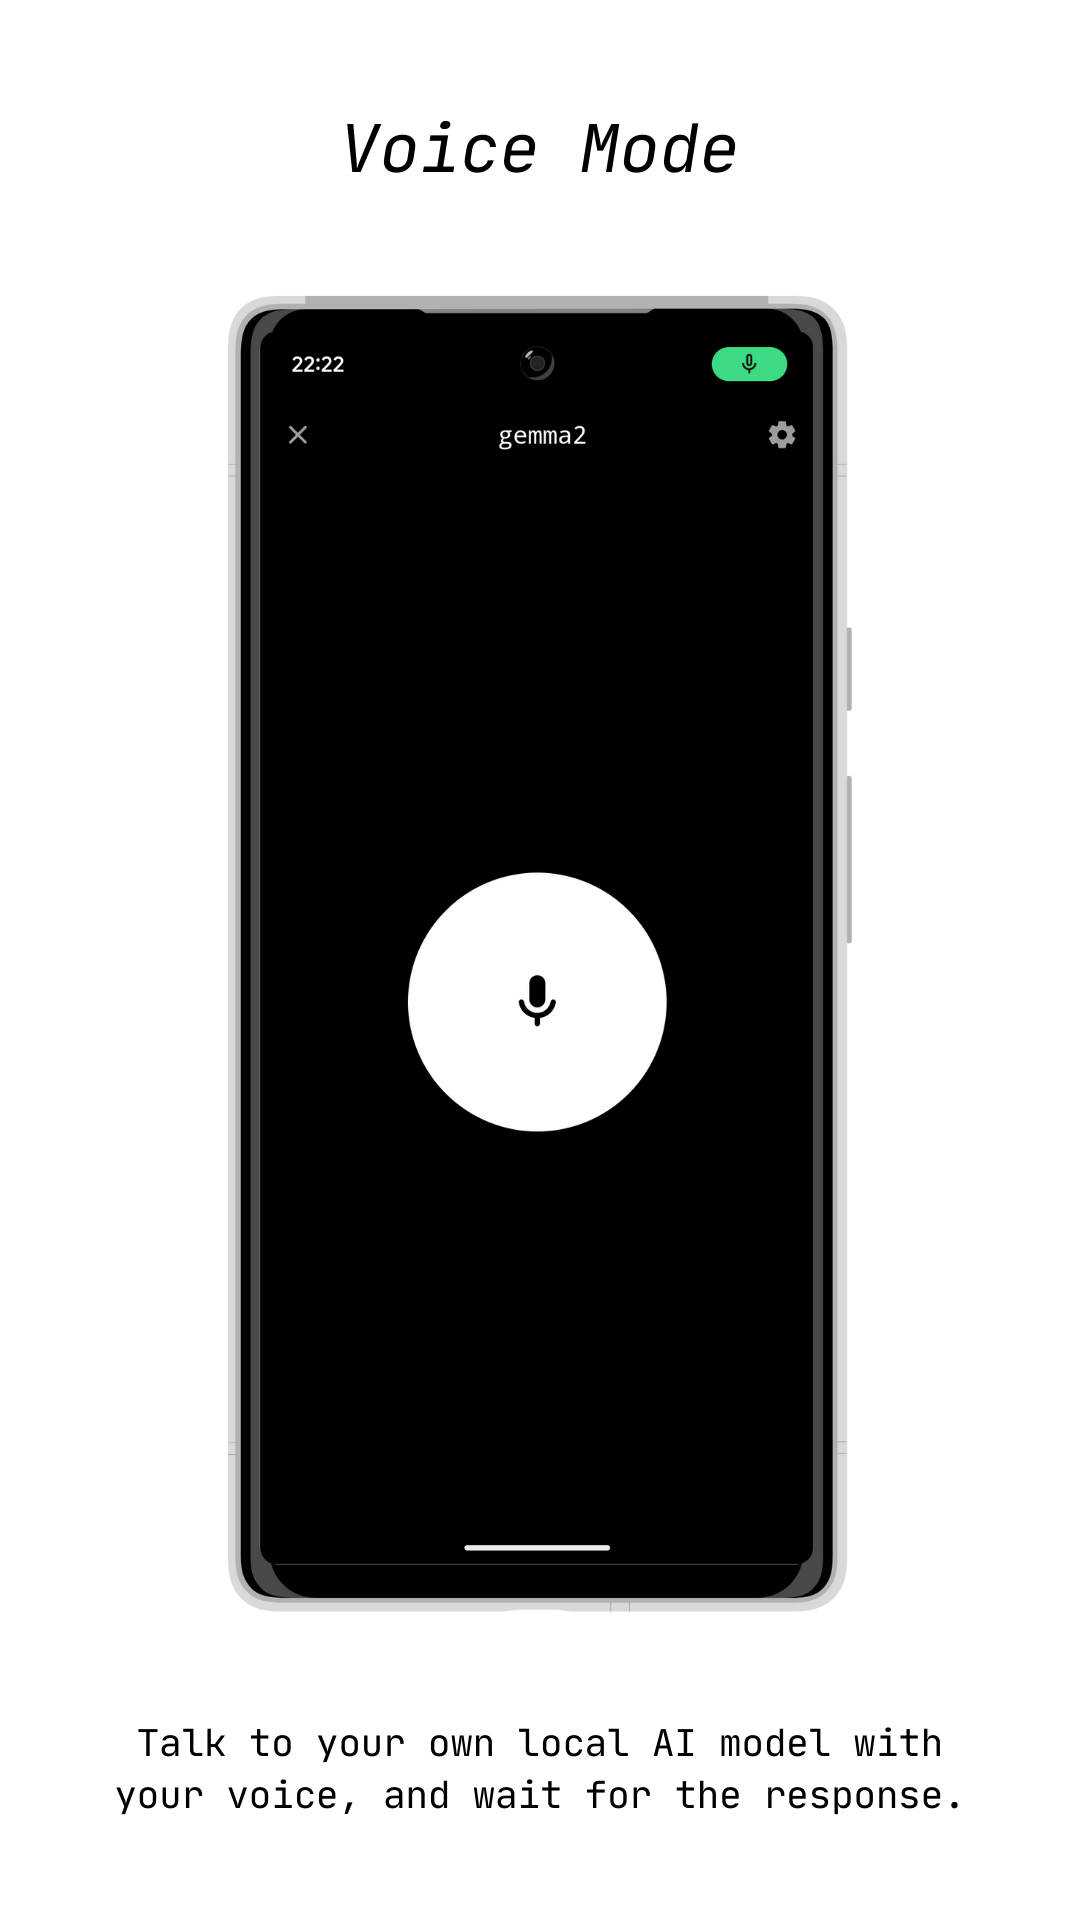 Voice Mode
22:22
gemma2
Talk to your own local AI model with
your voice, and wait for the response.